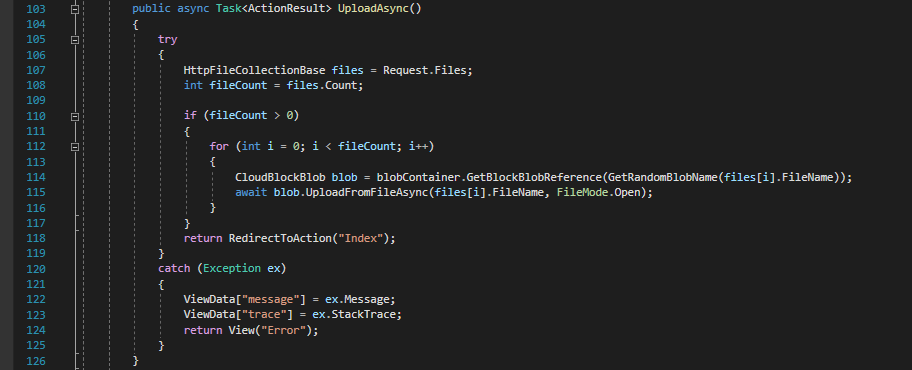 103 public async Task<ActionResult> UploadAsync()
104 {
105 try
106 {
107 HttpFileCollectionBase files = Request.Files;
108 int fileCount = files.Count;
109
110 if (fileCount > 0)
111 {
112 for (int i = 0; i < fileCount; i++)
113 {
114 CloudBlockBlob blob = blobContainer.GetBlockBlobReference(GetRandomBlobName(files[i].FileName));
115 await blob.UploadFromFileAsync(files[i].FileName, FileMode.Open);
116 }
117 }
118 return RedirectToAction("Index");
119 }
120 catch (Exception ex)
121 {
122 ViewData["message"] = ex.Message;
123 ViewData["trace"] = ex.StackTrace;
124 return View("Error");
125 }
126 }